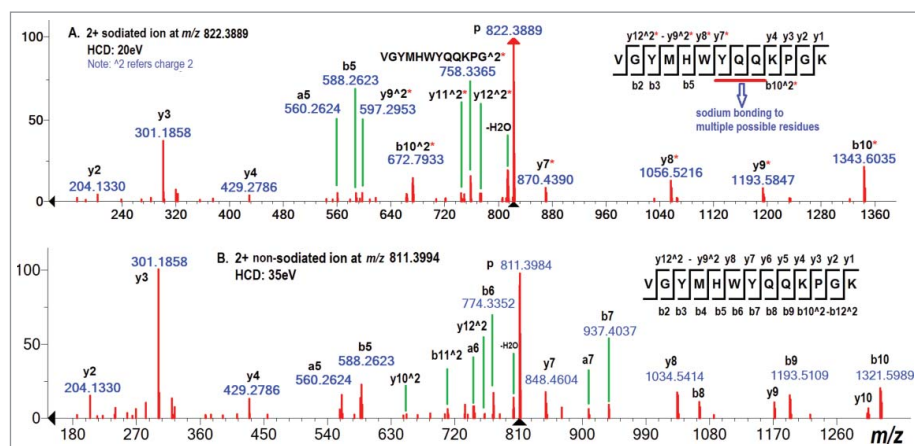 A. 2+ sodiated ion at m/z 822.3889
HCD: 20eV
Note: ^2 refers charge 2
p
822.3889
VGYMHWYQQKPG^2*
758.3365
b5
588.2623
a5
560.2624
y9^2*
597.2953
y11^2*
y12^2*
-H2O
y3
301.1858
b10^2*
672.7933
y2
204.1330
y4
429.2786
y7*
870.4390
y8*
1056.5216
y9*
1193.5847
b10*
1343.6035
y12^2* - y9^2* y8* y7* y4 y3 y2 y1
V G Y M H W Y Q Q K P G K
b2 b3 b5 b10^2*
sodium bonding to
multiple possible residues
100
50
0
240 320 400 480 560 640 720 800 880 960 1040 1120 1200 1280 1360
301.1858
y3
B. 2+ non-sodiated ion at m/z 811.3994
HCD: 35eV
p
811.3984
b6
774.3352
y12^2
b7
937.4037
-H2O
b11^2
a6
a5
560.2624
b5
588.2623
y10^2
y2
204.1330
y4
429.2786
y7
848.4604
a7
y8
1034.5414
b8
b9
1193.5109
y9
b10
1321.5989
y10
y12^2 - y9^2 y8 y7 y6 y5 y4 y3 y2 y1
V G Y M H W Y Q Q K P G K
b2 b3 b4 b5 b6 b7 b8 b9 b10^2-b12^2
100
50
0
180 270 360 450 540 630 720 810 900 990 1080 1170 1260
m/z